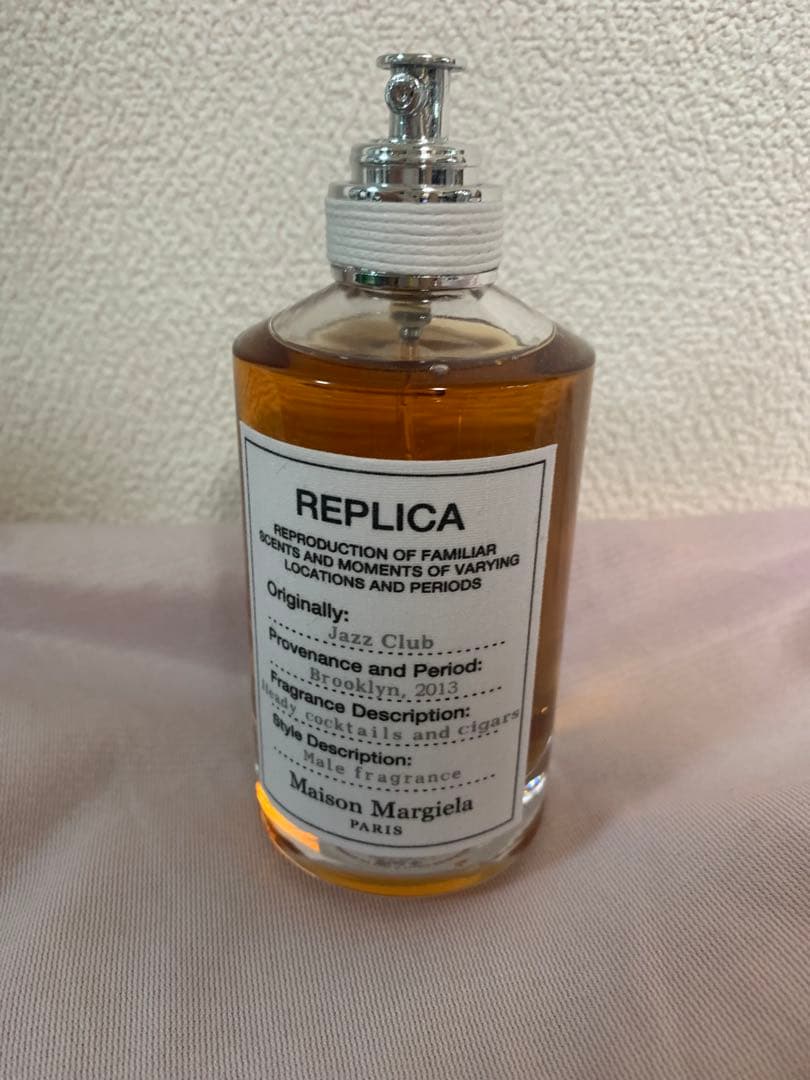 REPLICA
REPRODUCTION OF FAMILIAR
SCENTS AND MOMENTS OF VARYING
LOCATIONS AND PERIODS
Originally:
Jazz Club
Provenance and Period:
Brooklyn, 2013
Fragrance Description:
Heady cocktails and cigars
Style Description:
Male fragrance
Maison Margiela
PARIS